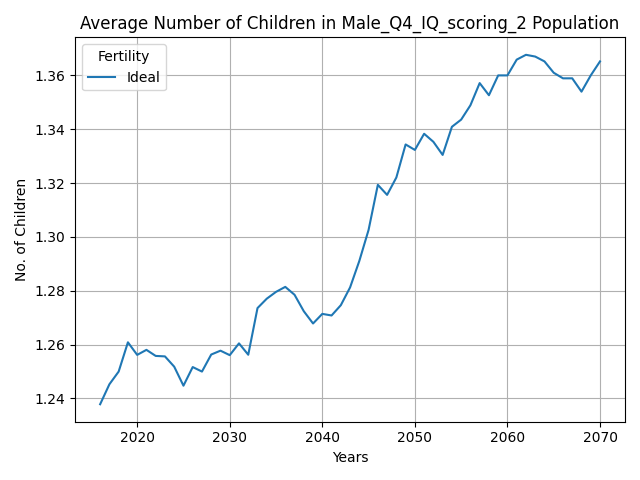 Average Number of Children in Male_Q4_IQ_scoring_2 Population
Fertility
Ideal
No. of Children
1.36
1.34
1.32
1.30
1.28
1.26
1.24
2020 2030 2040 2050 2060 2070
Years